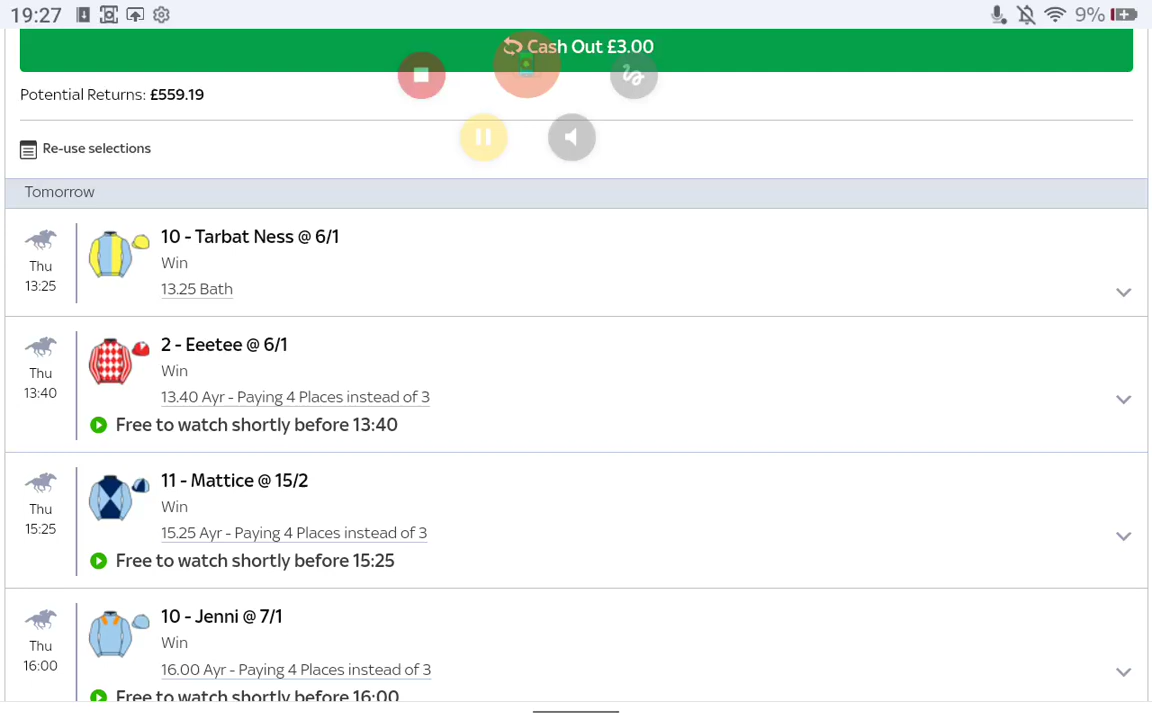 19:27
9%
Cash Out £3.00
Potential Returns: £559.19
Re-use selections
Tomorrow
10 - Tarbat Ness @ 6/1
Win
Thu
13:25
13.25 Bath
2 - Eeetee @ 6/1
Win
Thu
13:40
13.40 Ayr - Paying 4 Places instead of 3
Free to watch shortly before 13:40
11 - Mattice @ 15/2
Win
Thu
15:25
15.25 Ayr - Paying 4 Places instead of 3
Free to watch shortly before 15:25
10 - Jenni @ 7/1
Win
Thu
16:00
16.00 Ayr - Paying 4 Places instead of 3
Free to watch shortly before 16:00